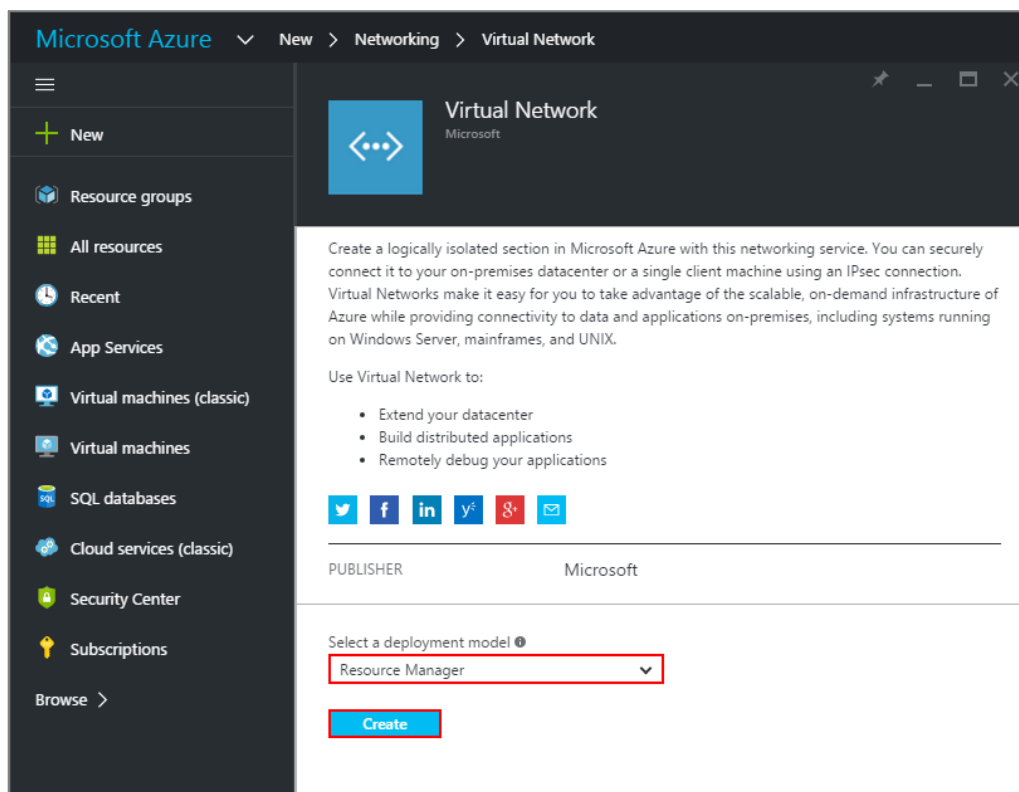 Microsoft Azure New > Networking > Virtual Network
New
Resource groups
All resources
Recent
App Services
Virtual machines (classic)
Virtual machines
SQL
SQL databases
Cloud services (classic)
Security Center
Subscriptions
Browse >
Virtual Network
Microsoft
Create a logically isolated section in Microsoft Azure with this networking service. You can securely
connect it to your on-premises datacenter or a single client machine using an IPsec connection.
Virtual Networks make it easy for you to take advantage of the scalable, on-demand infrastructure of
Azure while providing connectivity to data and applications on-premises, including systems running
on Windows Server, mainframes, and UNIX.
Use Virtual Network to:
• Extend your datacenter
• Build distributed applications
• Remotely debug your applications
f in y g+
PUBLISHER Microsoft
Select a deployment model
Resource Manager
Create